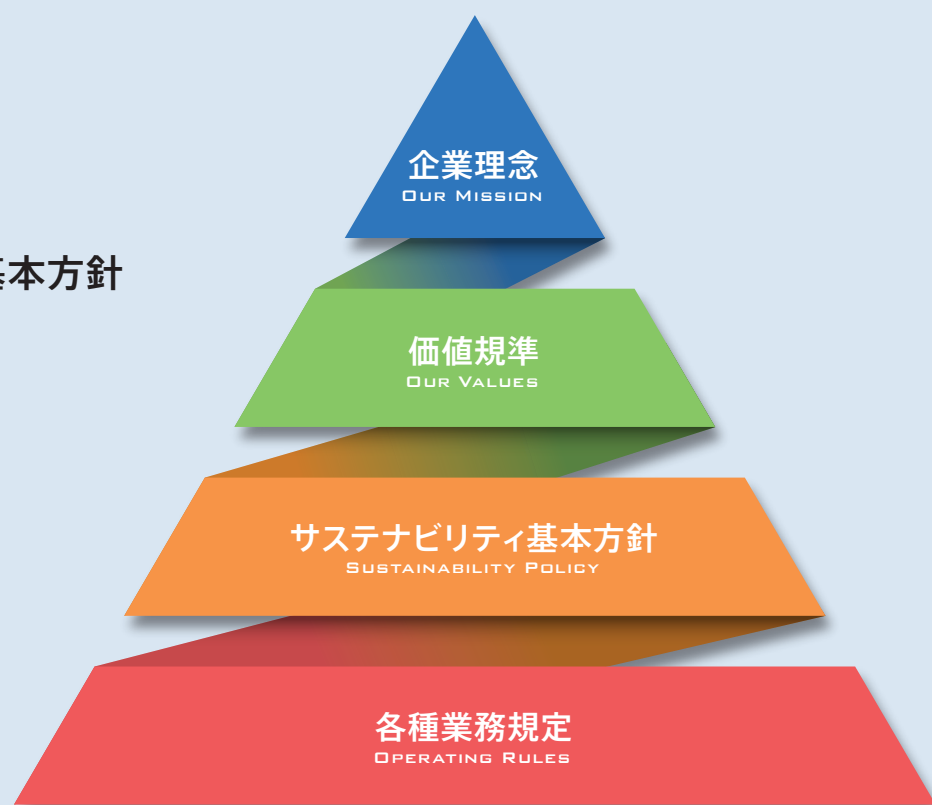 企業理念
OUR MISSION
基本方針
価値規準
OUR VALUES
サステナビリティ基本方針
SUSTAINABILITY POLICY
各種業務規定
OPERATING RULES